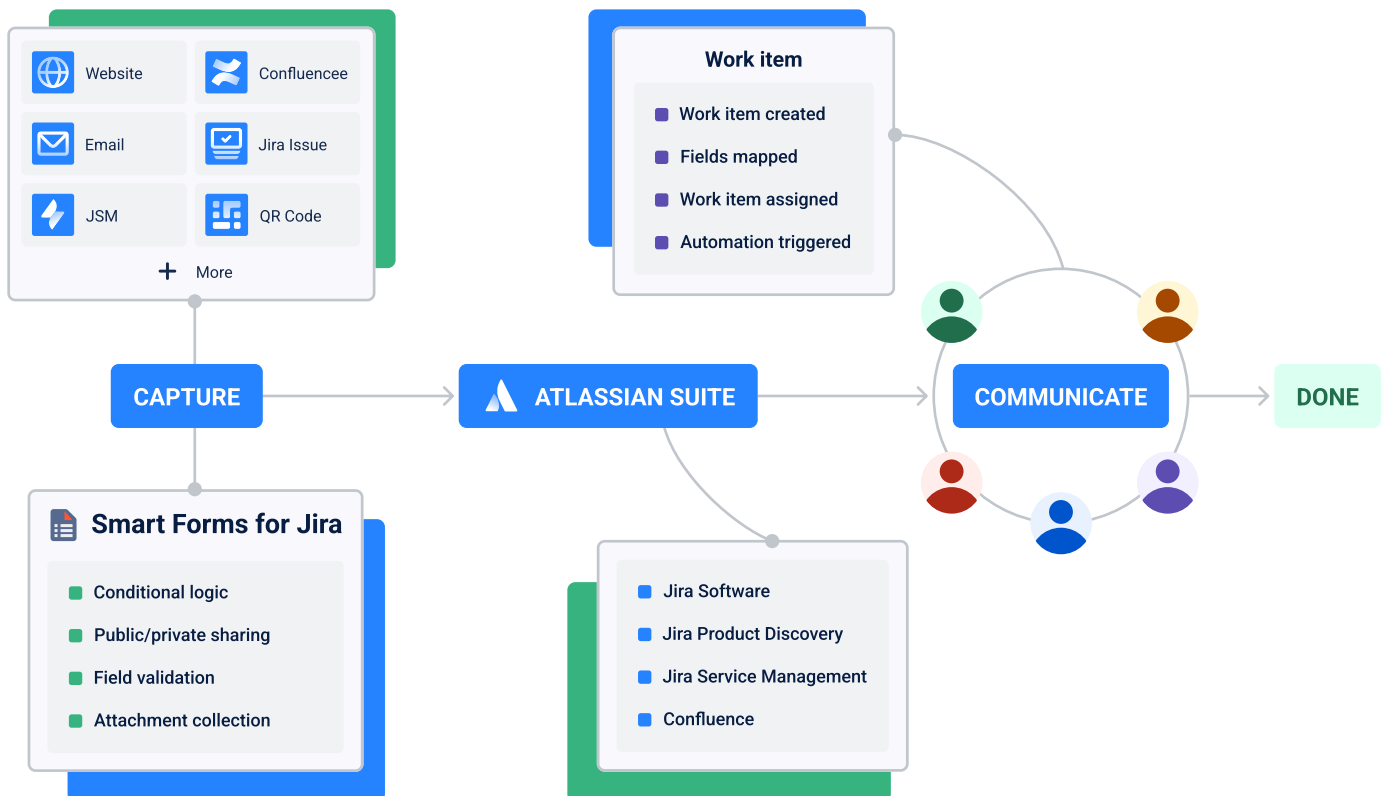 Website
Confluencee
Email
Jira Issue
JSM
QR Code
+ More
Work item
Work item created
Fields mapped
Work item assigned
Automation triggered
CAPTURE
ATLASSIAN SUITE
COMMUNICATE
DONE
Smart Forms for Jira
Conditional logic
Public/private sharing
Field validation
Attachment collection
Jira Software
Jira Product Discovery
Jira Service Management
Confluence